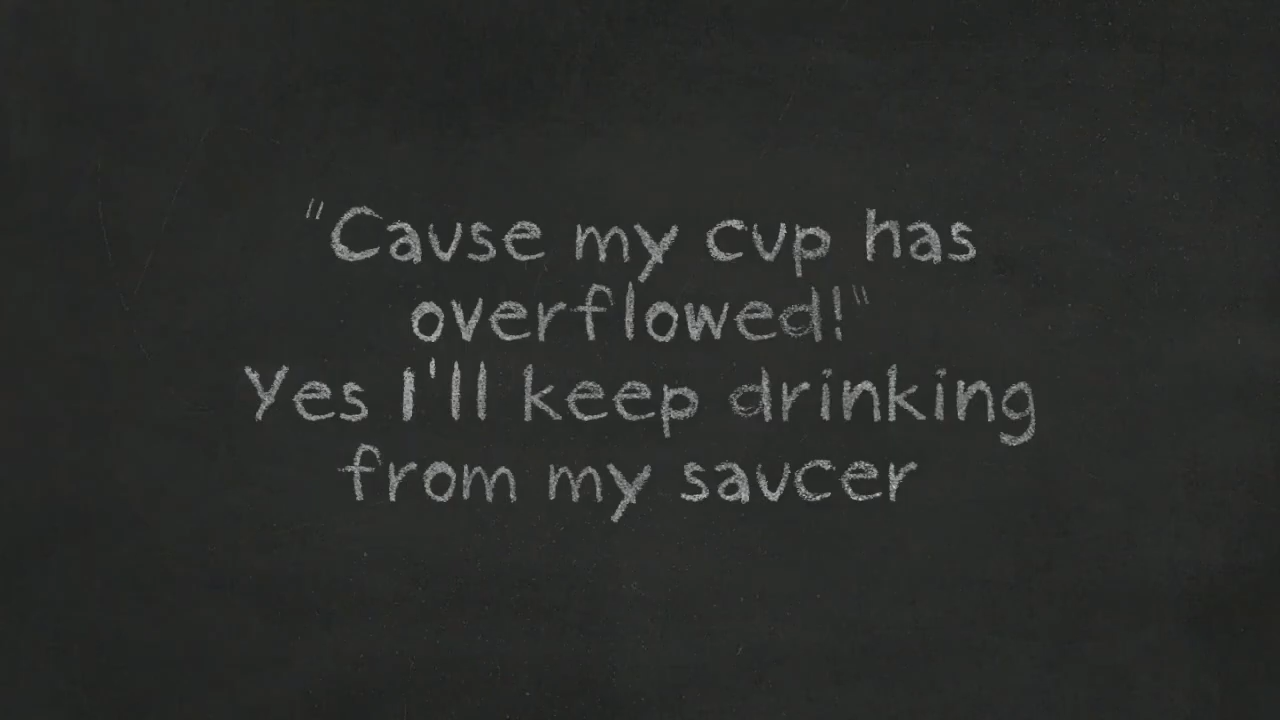 "Cause my cup has
overflowed!"
Yes I'll keep drinking
from my saucer